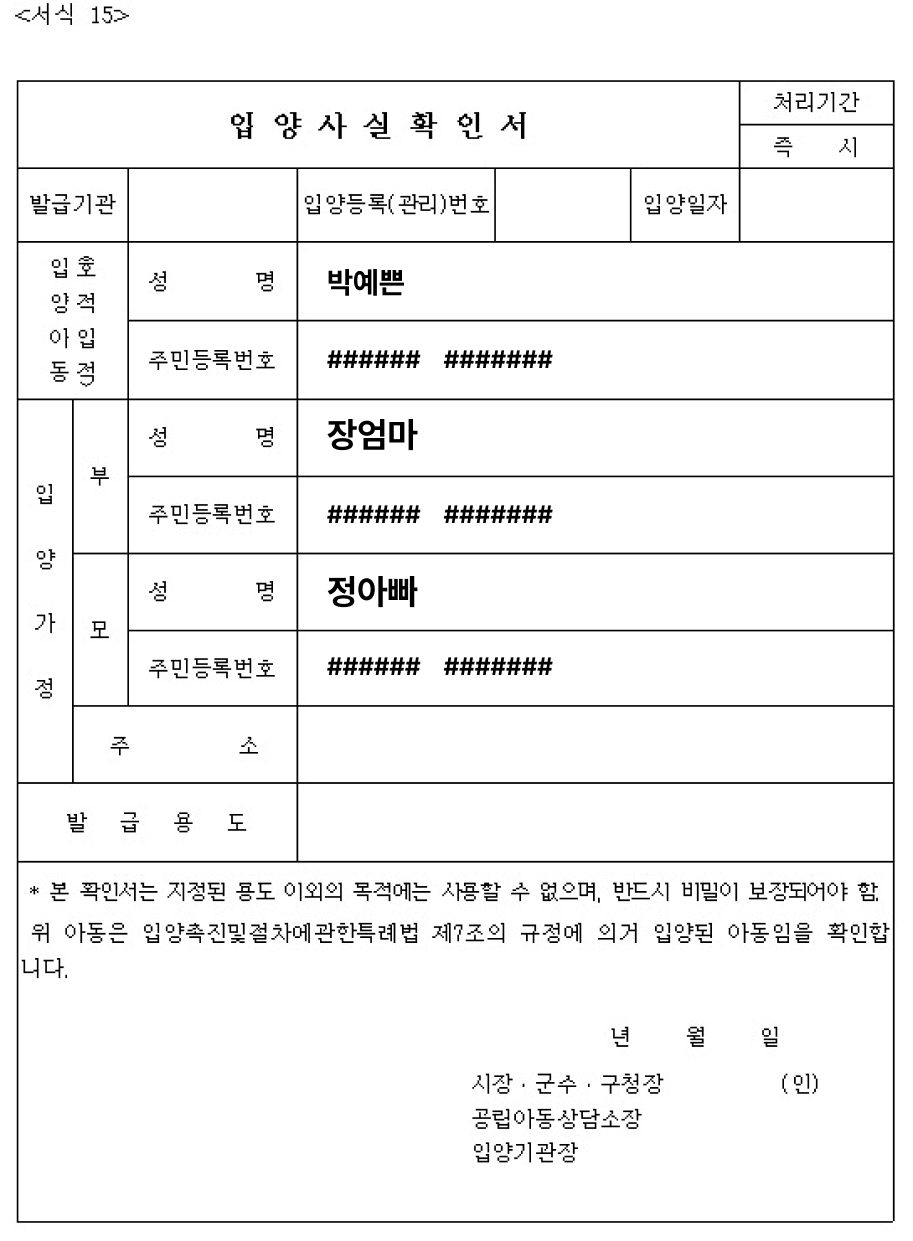 <서식 15>
입 양 사 실 확 인 서
처리기간
즉 시
발급기관
입양등록(관리)번호
입양일자
입호
양적
아입
동적
성 명
박예쁜
주민등록번호
###### #######
입
양
가
정
부
성 명
장엄마
주민등록번호
###### #######
모
성 명
정아빠
주민등록번호
###### #######
주 소
발 급 용 도
* 본 확인서는 지정된 용도 이외의 목적에는 사용할 수 없으며, 반드시 비밀이 보장되어야 함.
위 아동은 입양촉진및절차에관한특례법 제7조의 규정에 의거 입양된 아동임을 확인합
니다.
년 월 일
시장 · 군수 · 구청장 (인)
공립아동상담소장
입양기관장